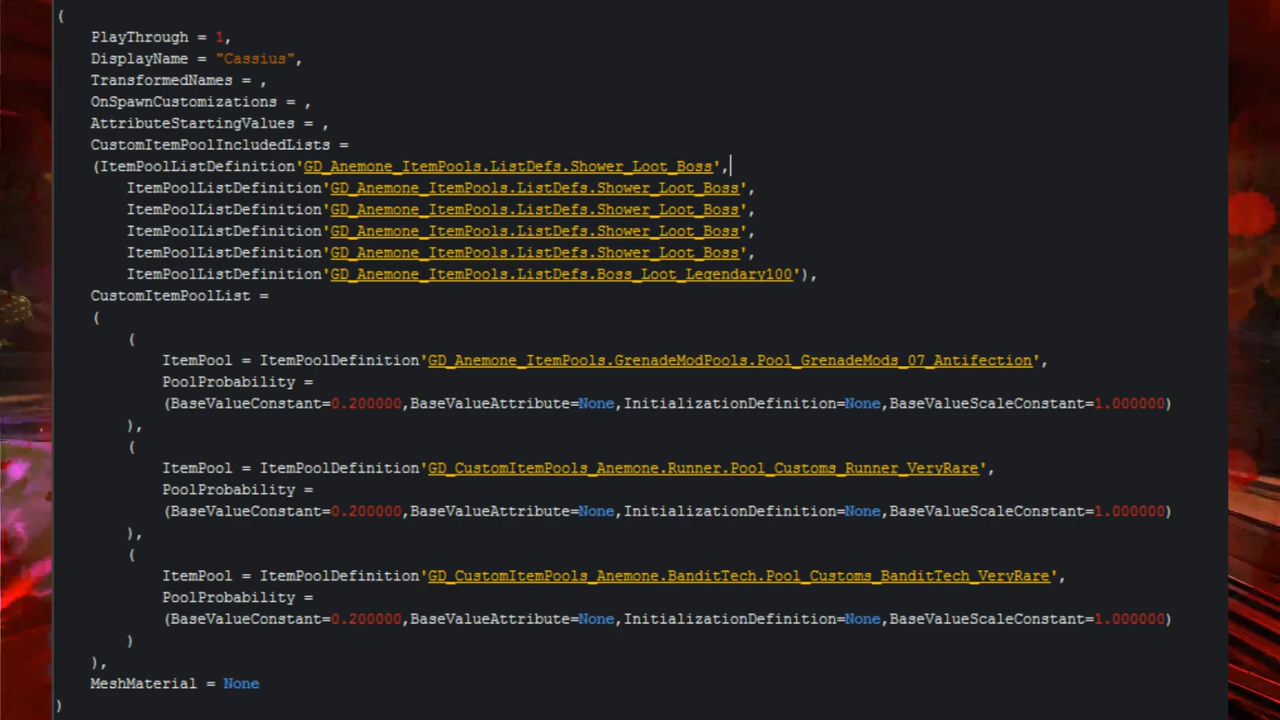 (
PlayThrough = 1,
DisplayName = "Cassius",
TransformedNames = ,
OnSpawnCustomizations = ,
AttributeStartingValues = ,
CustomItemPoolIncludedLists =
(ItemPoolListDefinition'GD_Anemone_ItemPools.ListDefs.Shower_Loot_Boss',
ItemPoolListDefinition'GD_Anemone_ItemPools.ListDefs.Shower_Loot_Boss',
ItemPoolListDefinition'GD_Anemone_ItemPools.ListDefs.Shower_Loot_Boss',
ItemPoolListDefinition'GD_Anemone_ItemPools.ListDefs.Shower_Loot_Boss',
ItemPoolListDefinition'GD_Anemone_ItemPools.ListDefs.Shower_Loot_Boss',
ItemPoolListDefinition'GD_Anemone_ItemPools.ListDefs.Boss_Loot_Legendary100'),
CustomItemPoolList =
(
(
ItemPool = ItemPoolDefinition'GD_Anemone_ItemPools.GrenadeModPools.Pool_GrenadeMods_07_Antifection',
PoolProbability =
(BaseValueConstant=0.200000,BaseValueAttribute=None,InitializationDefinition=None,BaseValueScaleConstant=1.000000)
),
(
ItemPool = ItemPoolDefinition'GD_CustomItemPools_Anemone.Runner.Pool_Customs_Runner_VeryRare',
PoolProbability =
(BaseValueConstant=0.200000,BaseValueAttribute=None,InitializationDefinition=None,BaseValueScaleConstant=1.000000)
),
(
ItemPool = ItemPoolDefinition'GD_CustomItemPools_Anemone.BanditTech.Pool_Customs_BanditTech_VeryRare',
PoolProbability =
(BaseValueConstant=0.200000,BaseValueAttribute=None,InitializationDefinition=None,BaseValueScaleConstant=1.000000)
)
),
MeshMaterial = None
)